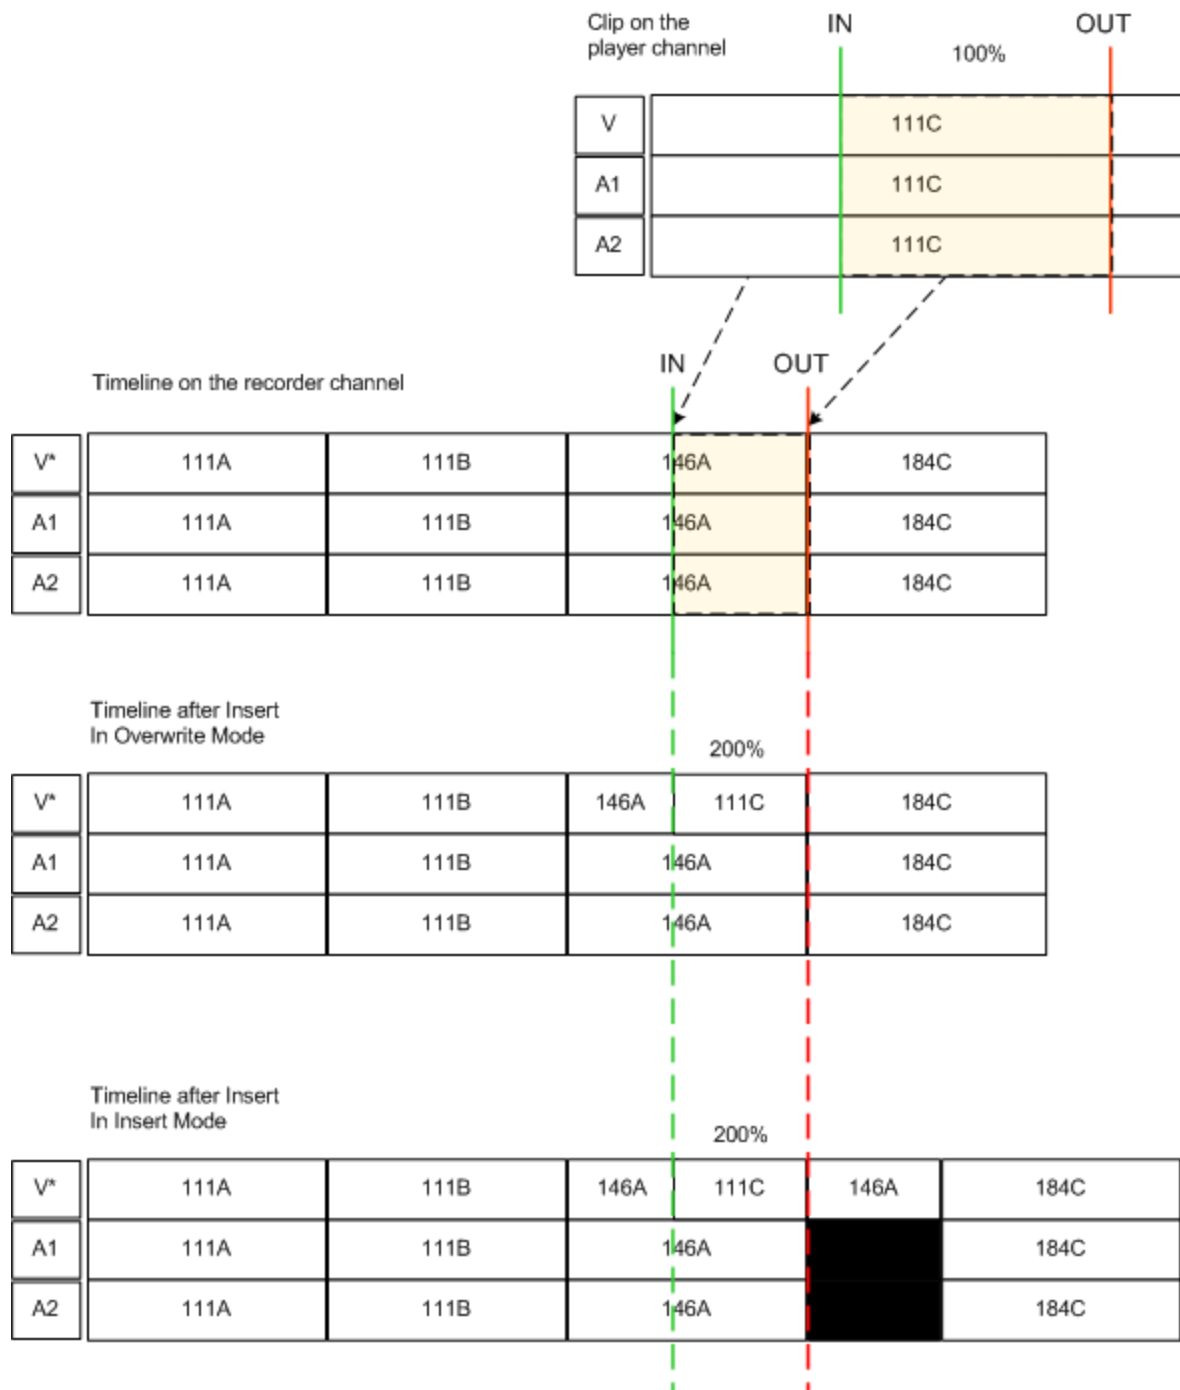 Clip on the
player channel
IN
OUT
100%
V
111C
A1
111C
A2
111C
IN
OUT
Timeline on the recorder channel
V* 111A 111B 146A 184C
A1 111A 111B 146A 184C
A2 111A 111B 146A 184C
Timeline after Insert
In Overwrite Mode
200%
V* 111A 111B 146A 111C 184C
A1 111A 111B 146A 184C
A2 111A 111B 146A 184C
Timeline after Insert
In Insert Mode
200%
V* 111A 111B 146A 111C 146A 184C
A1 111A 111B 146A 184C
A2 111A 111B 146A 184C